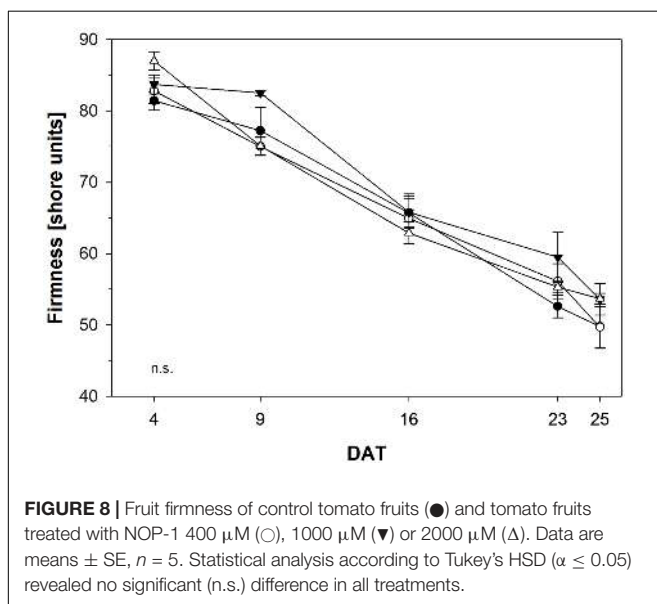 90
80
70
60
50
40
Firmness [shore units]
n.s.
4 9 16 23 25
DAT
FIGURE 8 | Fruit firmness of control tomato fruits (●) and tomato fruits
treated with NOP-1 400 μM (○), 1000 μM (▼) or 2000 μM (Δ). Data are
means ± SE, n = 5. Statistical analysis according to Tukey's HSD (α ≤ 0.05)
revealed no significant (n.s.) difference in all treatments.